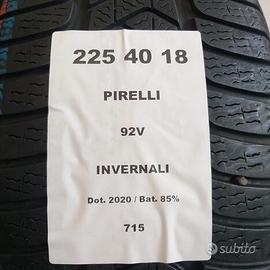 225 40 18
PIRELLI
92V
INVERNALI
Dot. 2020 / Bat. 85%
715
subito